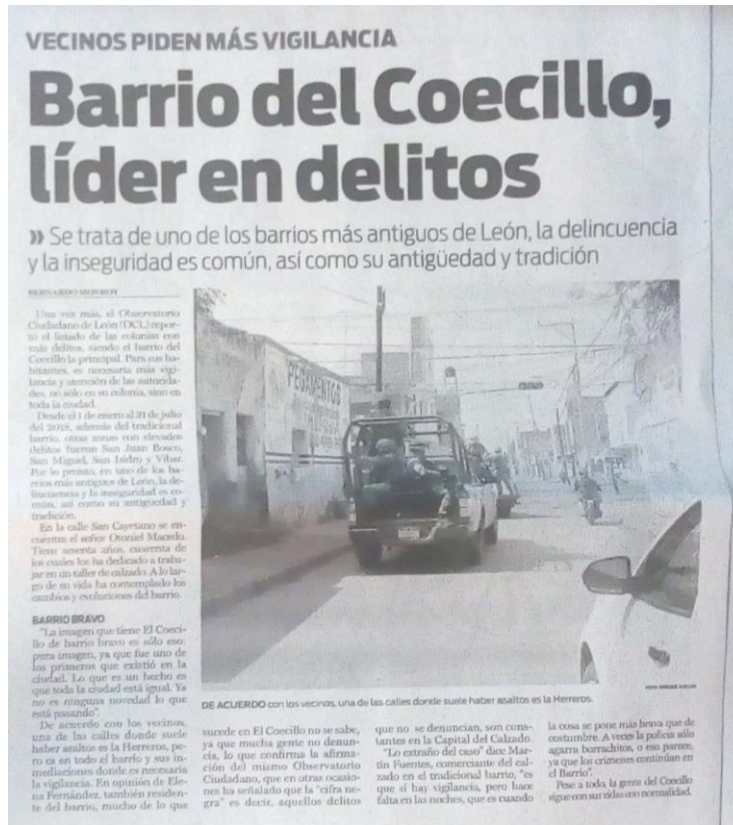 VECINOS PIDEN MÁS VIGILANCIA
Barrio del Coecillo,
líder en delitos
» Se trata de uno de los barrios más antiguos de León, la delincuencia
y la inseguridad es común, así como su antigüedad y tradición
BERNARDO MONROY
Una vez más, el Observatorio
Ciudadano de León (OCL) repor-
tó el listado de las colonias con
más delitos, siendo el barrio del
Coecillo la principal. Para sus ha-
bitantes, es necesaria más vigi-
lancia y atención de las autorida-
des, no sólo en su colonia, sino en
toda la ciudad.
Desde el 1 de enero al 31 de julio
del 2018, además del tradicional
barrio, otras zonas con elevados
delitos fueron San Juan Bosco,
San Miguel, San Isidro y Vibar.
Por lo pronto, en uno de los ba-
rrios más antiguos de León, la de-
lincuencia y la inseguridad es co-
mún, así como su antigüedad y
tradición.
En la calle San Cayetano se en-
cuentra el señor Otoniel Macedo.
Tiene sesenta años, cuarenta de
los cuales los ha dedicado a traba-
jar en un taller de calzado. A lo lar-
go de su vida ha contemplado los
cambios y evoluciones del barrio.
BARRIO BRAVO
"La imagen que tiene El Coeci-
llo de barrio bravo es sólo eso:
pura imagen, ya que fue uno de
los primeros que existió en la
ciudad. Lo que es un hecho es
que toda la ciudad está igual. Ya
no es ninguna novedad lo que
está pasando".
De acuerdo con los vecinos,
una de las calles donde suele
haber asaltos es la Herreros, pe-
ro es en todo el barrio y sus in-
mediaciones donde es necesaria
la vigilancia. En opinión de Ele-
na Fernández, también residen-
te del barrio, mucho de lo que
PEGAMENTOS
DE ACUERDO con los vecinos, una de las calles donde suele haber asaltos es la Herreros.
sucede en El Coecillo no se sabe,
ya que mucha gente no denun-
cia, lo que confirma la afirma-
ción del mismo Observatorio
Ciudadano, que en otras ocasio-
nes ha señalado que la "cifra ne-
gra" es decir, aquellos delitos
que no se denuncian, son cons-
tantes en la Capital del Calzado.
"Lo extraño del caso" dice Mar-
tín Fuentes, comerciante del cal-
zado en el tradicional barrio, "es
que sí hay vigilancia, pero hace
falta en las noches, que es cuando
la cosa se pone más brava que de
costumbre. A veces la policía sólo
agarra borrachitos, o eso parece,
ya que los crímenes continúan en
el Barrio".
Pese a todo, la gente del Coecillo
sigue con sus vidas con normalidad.